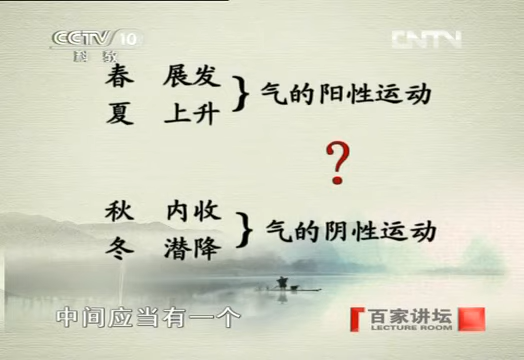 CCTV 10
科教
CNTV
春 展发
夏 上升
气的阳性运动
?
秋 内收
冬 潜降
气的阴性运动
中间应当有一个
百家讲坛
LECTURE ROOM